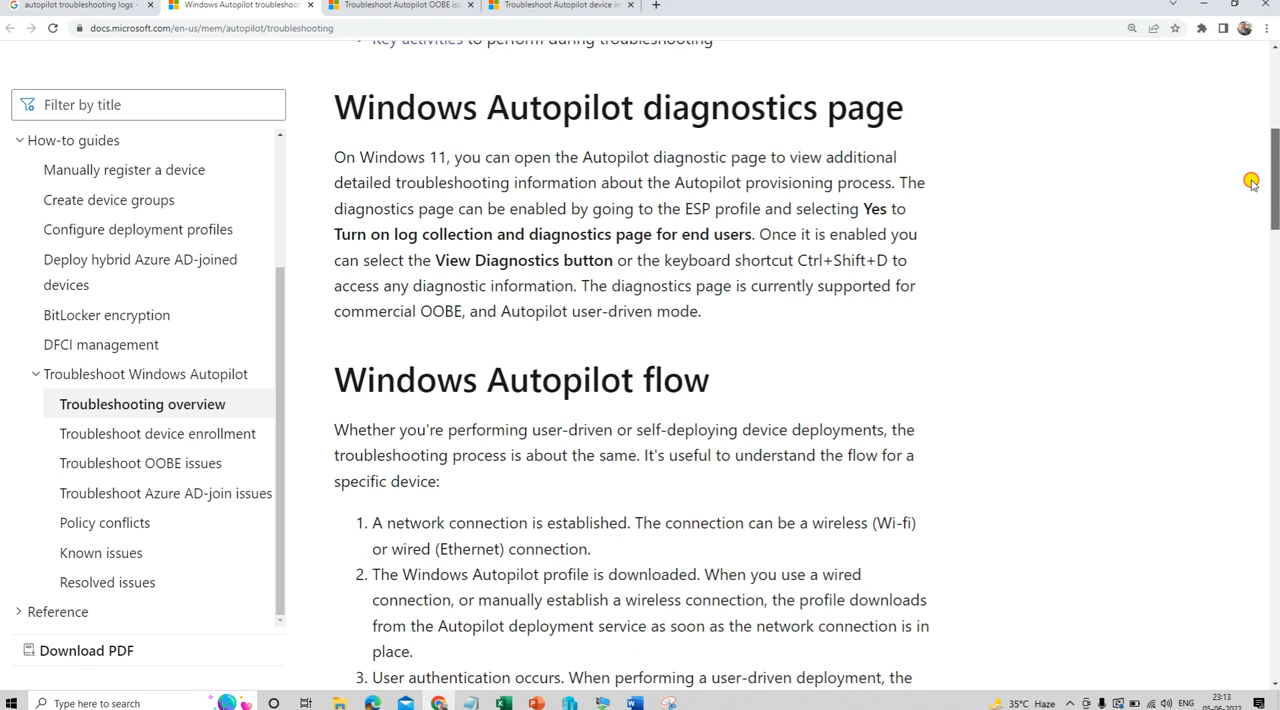 autopilot troubleshooting logs -
Windows Autopilot troubleshoot
Troubleshoot Autopilot OOBE iss
Troubleshoot Autopilot device im
docs.microsoft.com/en-us/mem/autopilot/troubleshooting
Key activities to perform during troubleshooting
Filter by title
How-to guides
Manually register a device
Create device groups
Configure deployment profiles
Deploy hybrid Azure AD-joined
devices
BitLocker encryption
DFCI management
Troubleshoot Windows Autopilot
Troubleshooting overview
Troubleshoot device enrollment
Troubleshoot OOBE issues
Troubleshoot Azure AD-join issues
Policy conflicts
Known issues
Resolved issues
Reference
Download PDF
Windows Autopilot diagnostics page
On Windows 11, you can open the Autopilot diagnostic page to view additional
detailed troubleshooting information about the Autopilot provisioning process. The
diagnostics page can be enabled by going to the ESP profile and selecting Yes to
Turn on log collection and diagnostics page for end users. Once it is enabled you
can select the View Diagnostics button or the keyboard shortcut Ctrl+Shift+D to
access any diagnostic information. The diagnostics page is currently supported for
commercial OOBE, and Autopilot user-driven mode.
Windows Autopilot flow
Whether you're performing user-driven or self-deploying device deployments, the
troubleshooting process is about the same. It's useful to understand the flow for a
specific device:
1. A network connection is established. The connection can be a wireless (Wi-fi)
or wired (Ethernet) connection.
2. The Windows Autopilot profile is downloaded. When you use a wired
connection, or manually establish a wireless connection, the profile downloads
from the Autopilot deployment service as soon as the network connection is in
place.
3. User authentication occurs. When performing a user-driven deployment, the
Type here to search
35°C Haze
ENG
23:13
05-06-2022